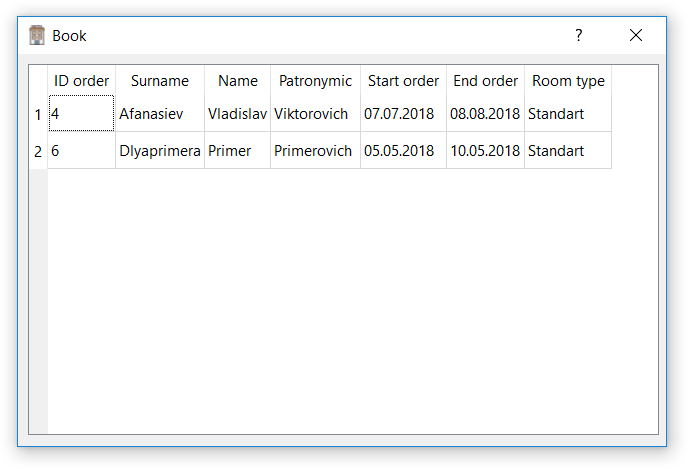 Book ?
ID order Surname Name Patronymic Start order End order Room type
1 4 Afanasiev Vladislav Viktorovich 07.07.2018 08.08.2018 Standart
2 6 Dlyaprimera Primer Primerovich 05.05.2018 10.05.2018 Standart